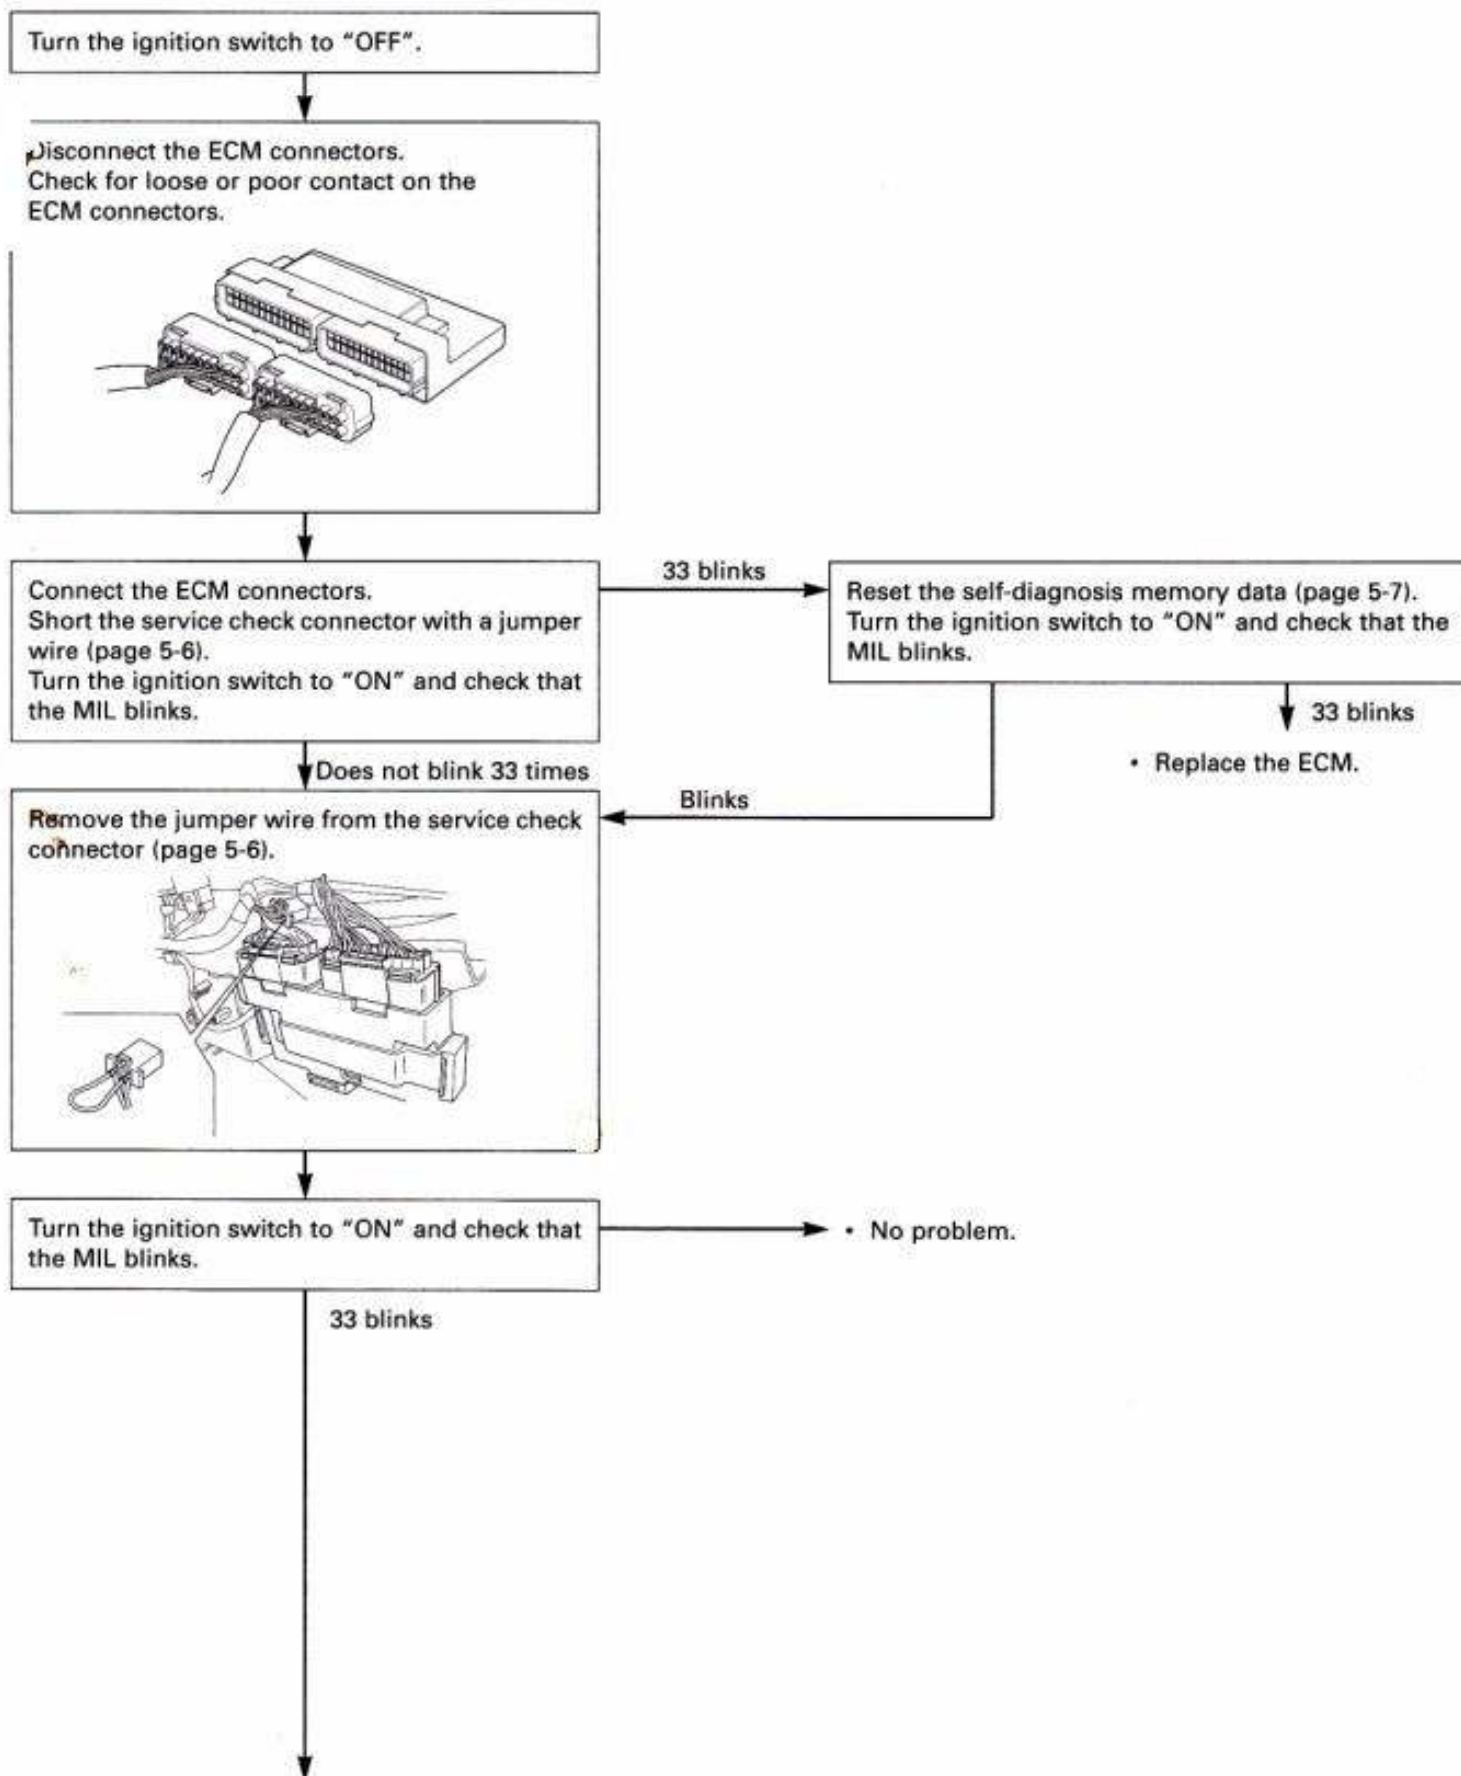 Turn the ignition switch to “OFF”.
Disconnect the ECM connectors.
Check for loose or poor contact on the
ECM connectors.
Connect the ECM connectors.
Short the service check connector with a jumper
wire (page 5-6).
Turn the ignition switch to “ON” and check that
the MIL blinks.
33 blinks
Reset the self-diagnosis memory data (page 5-7).
Turn the ignition switch to “ON” and check that the
MIL blinks.
33 blinks
• Replace the ECM.
Does not blink 33 times
Blinks
Remove the jumper wire from the service check
connector (page 5-6).
Turn the ignition switch to “ON” and check that
the MIL blinks.
• No problem.
33 blinks